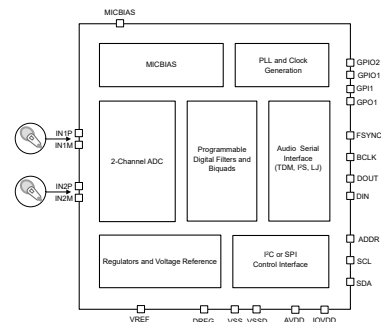 MICBIAS
MICBIAS
PLL and Clock
Generation
GPIO2
GPIO1
GPI1
GPO1
IN1P
IN1M
IN2P
IN2M
2-Channel ADC
Programmable
Digital Filters and
Biquads
Audio Serial
Interface
(TDM, I²S, LJ)
FSYNC
BCLK
DOUT
DIN
Regulators and Voltage Reference
I²C or SPI
Control Interface
ADDR
SCL
SDA
VREF
DREG
VSS
VSSD
AVDD
IOVDD